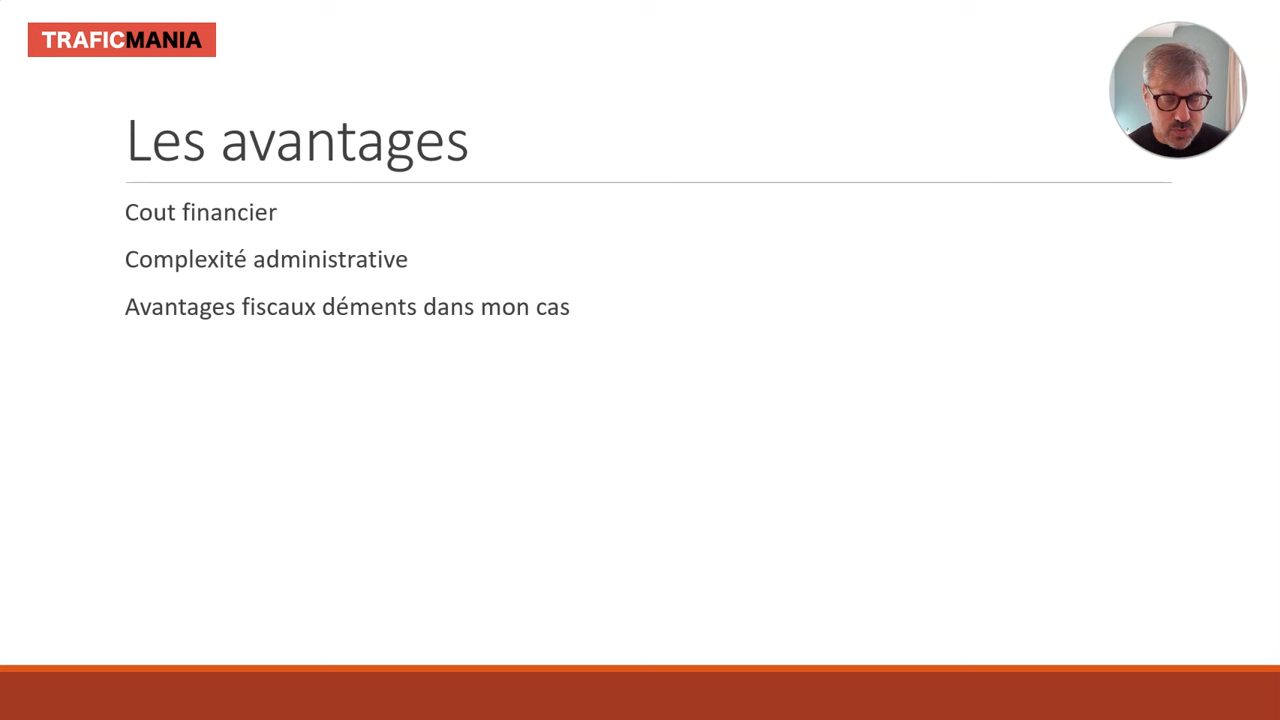 TRAFICMANIA
Les avantages
Cout financier
Complexité administrative
Avantages fiscaux déments dans mon cas